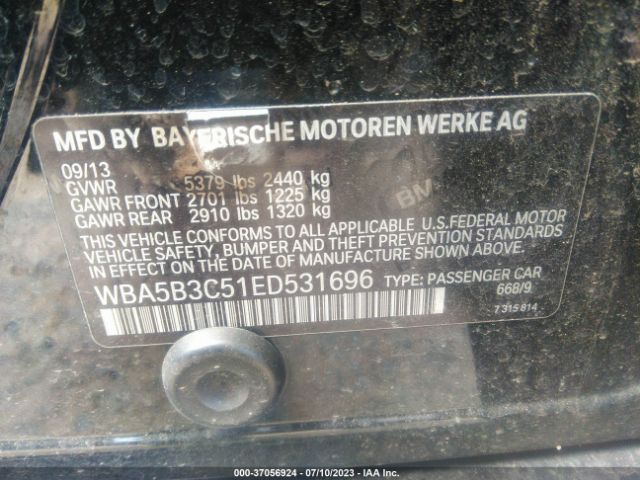 MFD BY BAYERISCHE MOTOREN WERKE AG
09/13
GVWR 5379 lbs 2440 kg
GAWR FRONT 2701 lbs 1225 kg
GAWR REAR 2910 lbs 1320 kg
THIS VEHICLE CONFORMS TO ALL APPLICABLE U.S.FEDERAL MOTOR
VEHICLE SAFETY, BUMPER AND THEFT PREVENTION STANDARDS
IN EFFECT ON THE DATE OF MANUFACTURE SHOWN ABOVE.
WBA5B3C51ED531696 TYPE: PASSENGER CAR
668/9
7 315 814
000-37056924 / 07/10/2023 / IAA Inc.